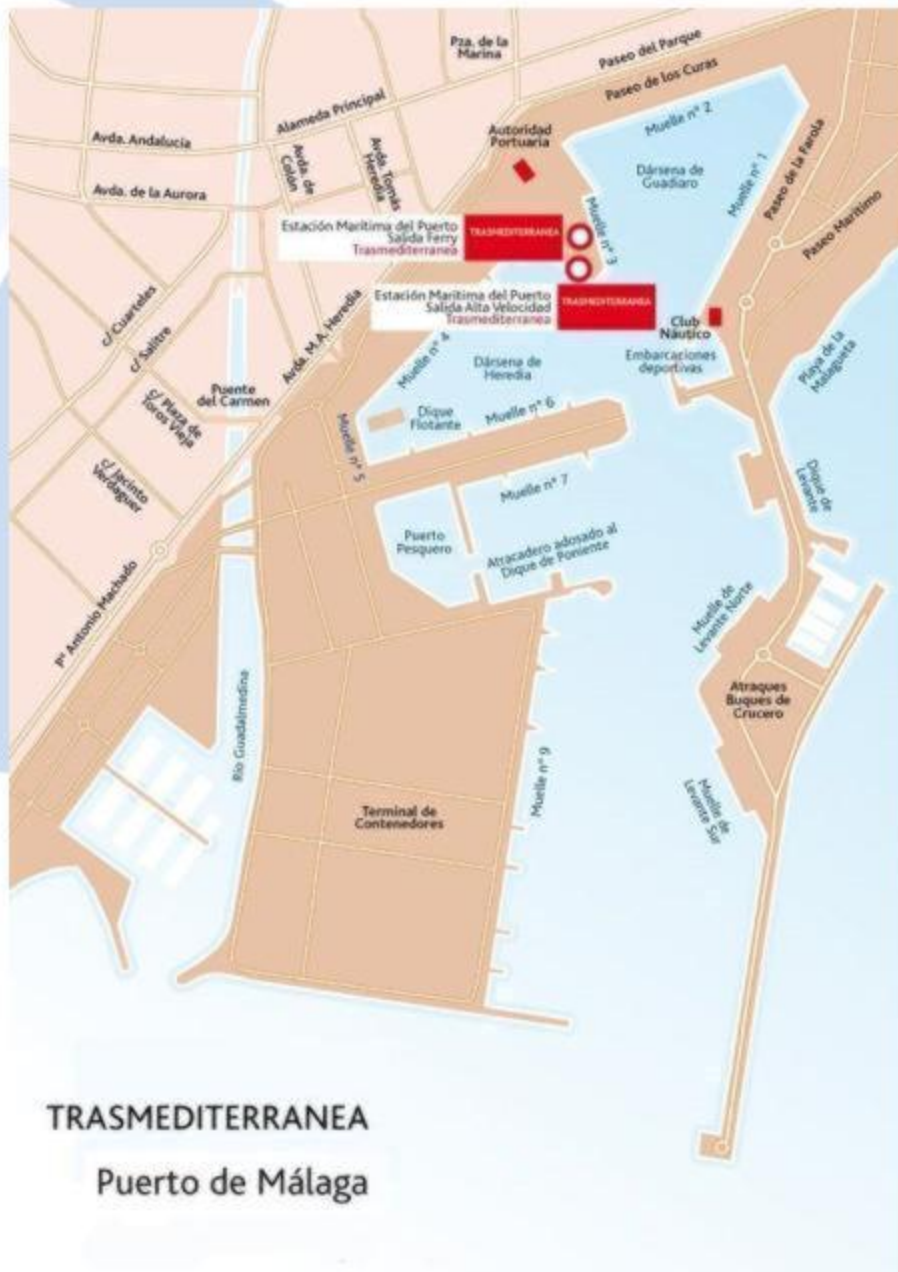 Pza. de la
Marina
Paseo del Parque
Paseo de los Curas
Alameda Principal
Muelle nº 2
Avda. Andalucía
Autoridad
Portuaria
Avda. de
Colón
Avda. Tomás
Heredia
Dársena de
Guadiaro
Muelle nº 1
Paseo de la Farola
Avda. de la Aurora
Paseo Marítimo
Estación Marítima del Puerto
Salida Ferry
Trasmediterranea
TRASMEDITERRANEA
Muelle nº 3
Estación Marítima del Puerto
Salida Alta Velocidad
Trasmediterranea
TRASMEDITERRANEA
c/ Cuarteles
c/ Salitre
Avda. M.A. Heredia
Club
Náutico
Muelle nº 4
Dársena de
Heredia
Embarcaciones
deportivas
Playa de la
Malagueta
Puente
del Carmen
c/ Plaza de
Toros Vieja
Dique
Flotante
Muelle nº 6
Muelle nº 5
c/ Jacinto
Verdaguer
Muelle nº 7
Dique de
Levante
Puerto
Pesquero
Atracadero adosado al
Dique de Poniente
Pº Antonio Machado
Muelle de
Levante Norte
Atraques
Buques de
Crucero
Río Guadalmedina
Muelle nº 9
Terminal de
Contenedores
Muelle de
Levante Sur
TRASMEDITERRANEA
Puerto de Málaga